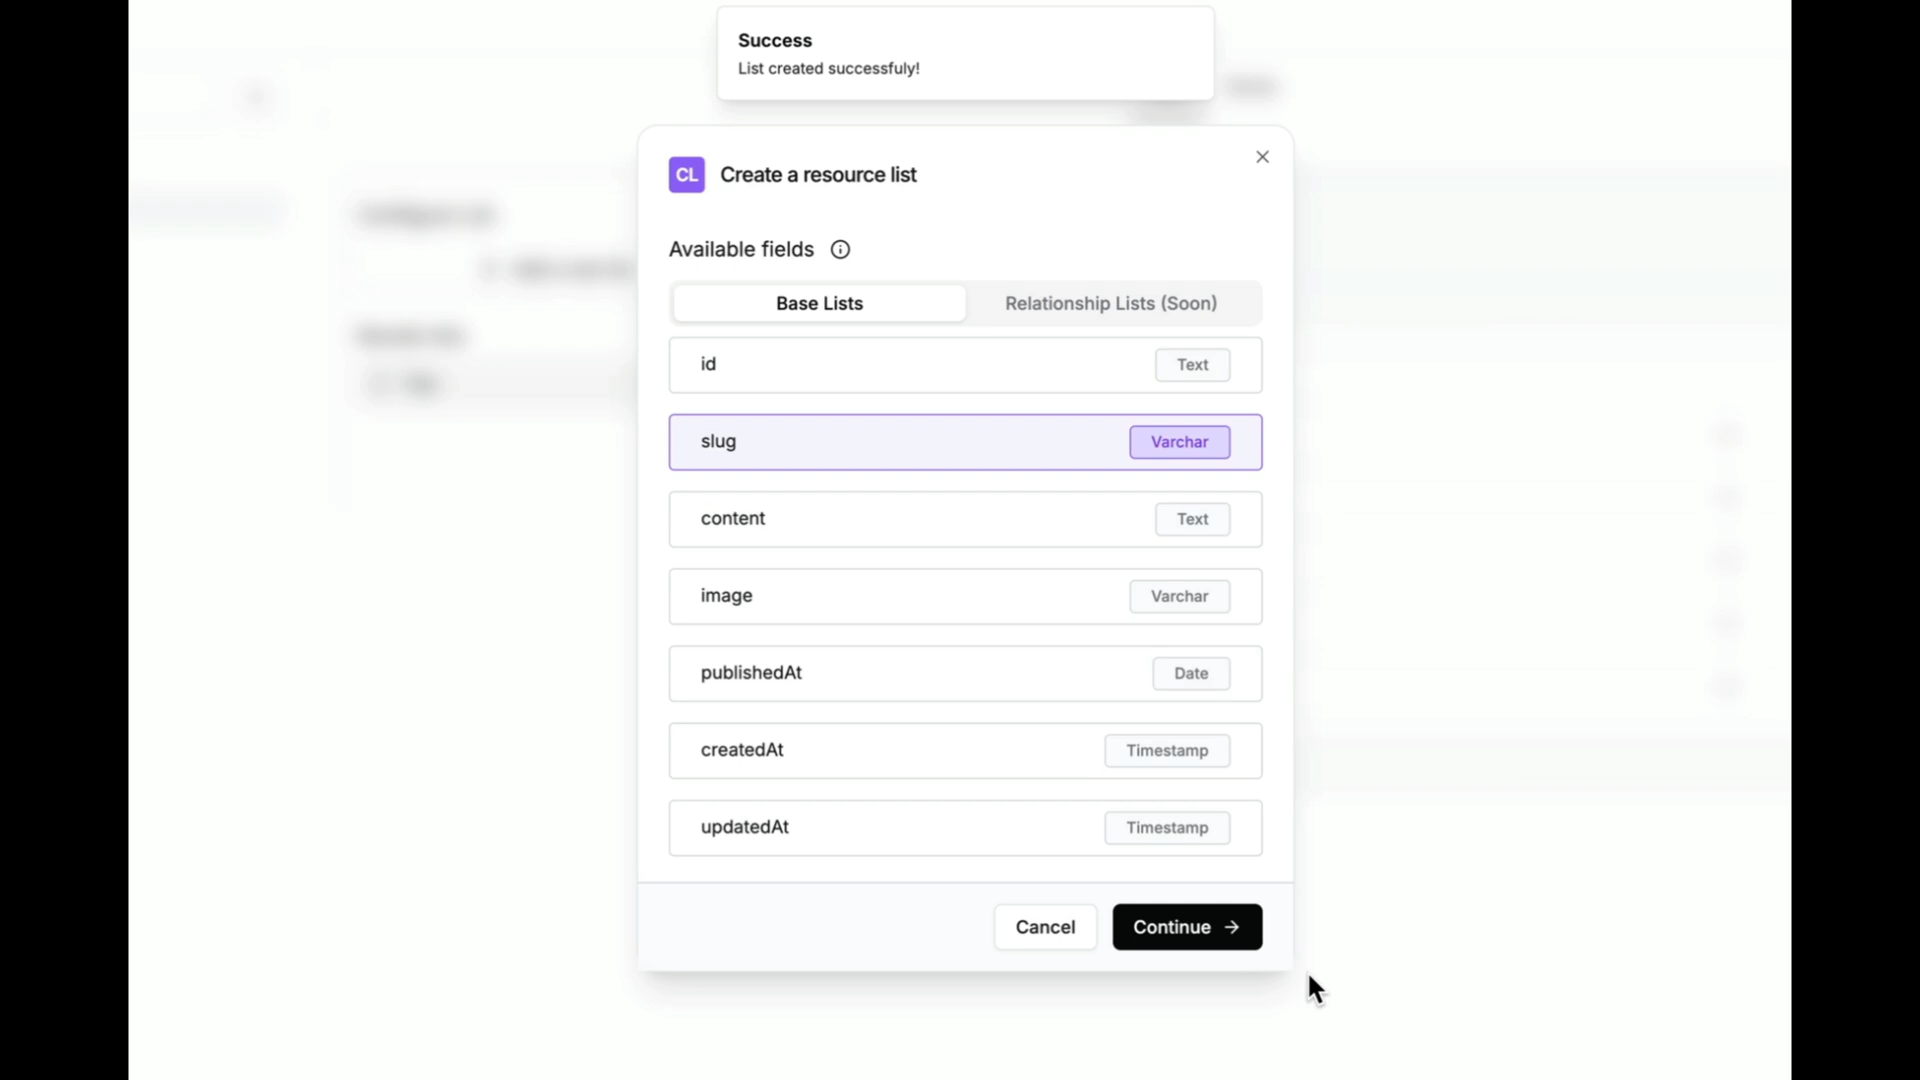 Success
List created successfuly!
CL Create a resource list
Available fields
Base Lists Relationship Lists (Soon)
id Text
slug Varchar
content Text
image Varchar
publishedAt Date
createdAt Timestamp
updatedAt Timestamp
Cancel Continue →